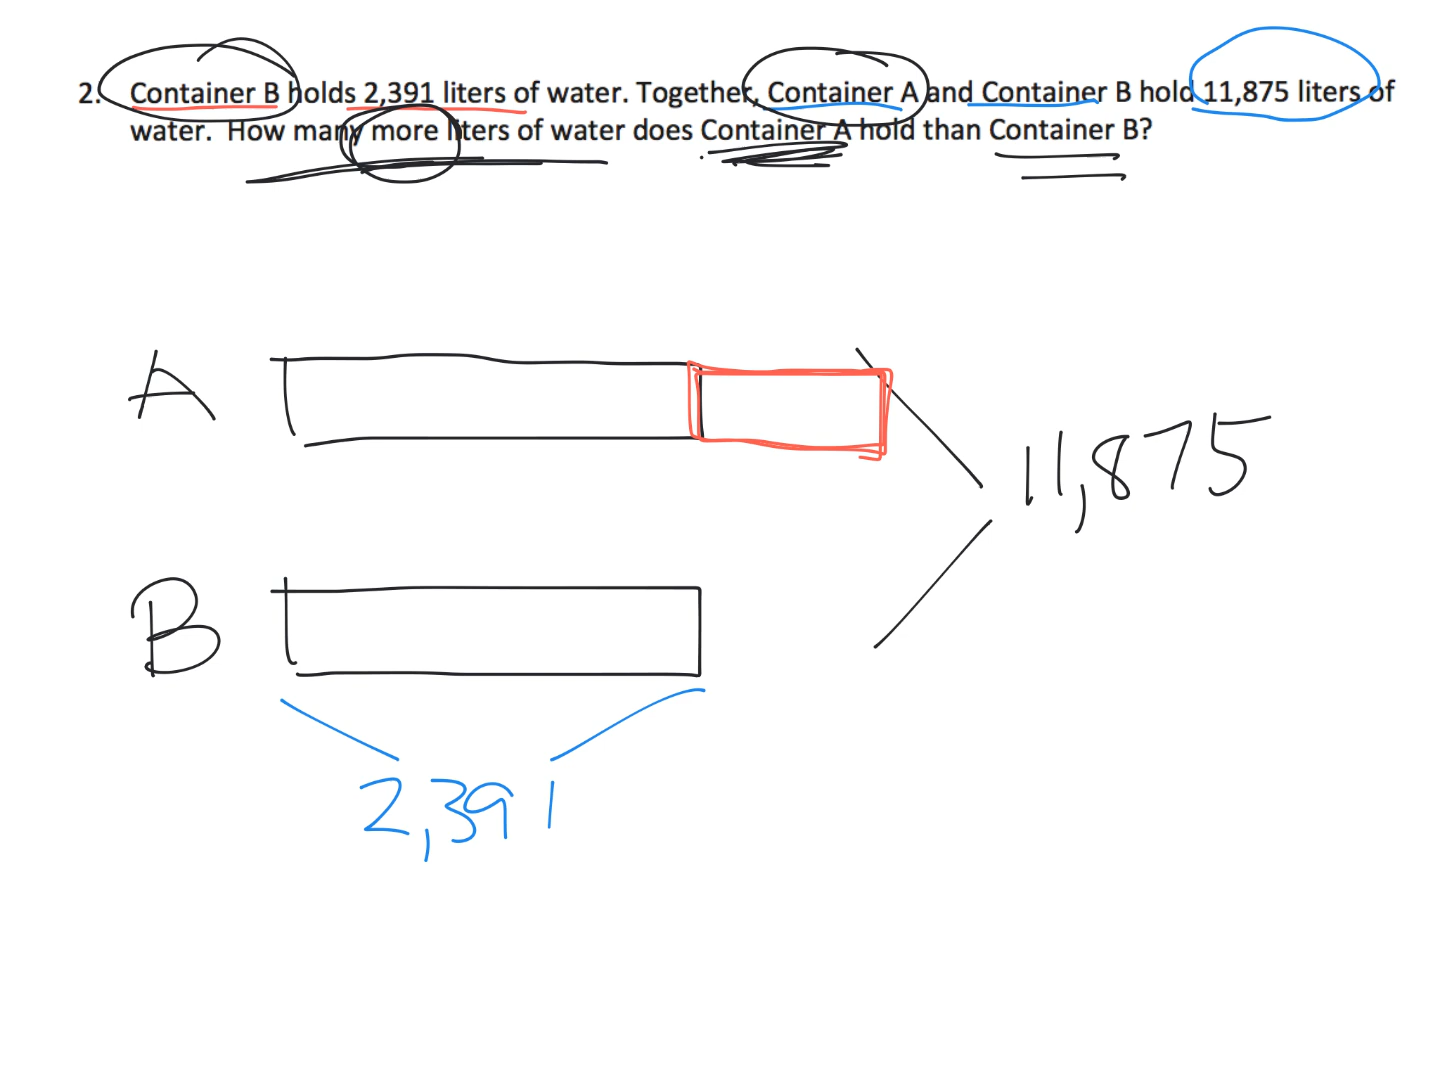 2. Container B holds 2,391 liters of water. Together, Container A and Container B hold 11,875 liters of
water. How many more liters of water does Container A hold than Container B?
A
11,875
B
2,391